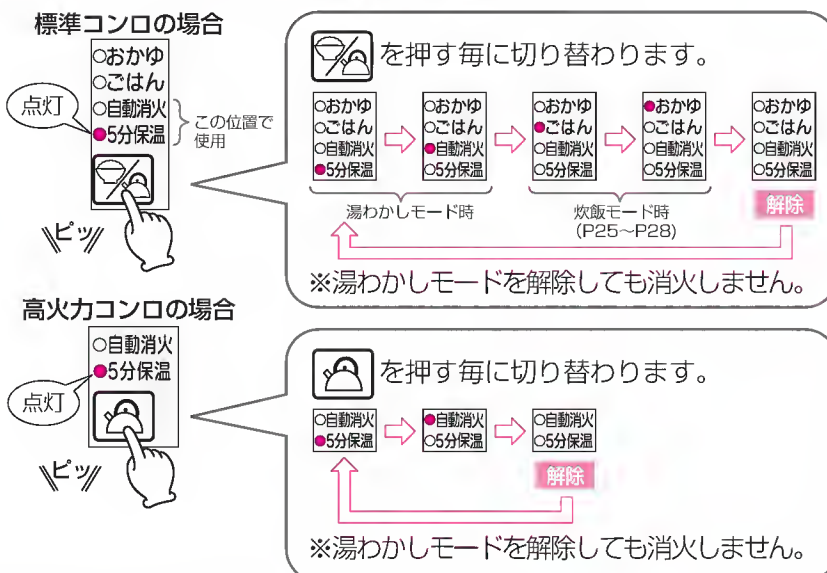 標準コンロの場合
○おかゆ
○ごはん
○自動消火
●5分保温
点灯
この位置で
使用
ピッ
を押す毎に切り替わります。
○おかゆ
○ごはん
○自動消火
●5分保温
○おかゆ
○ごはん
●自動消火
○5分保温
○おかゆ
●ごはん
○自動消火
○5分保温
●おかゆ
○ごはん
○自動消火
○5分保温
○おかゆ
○ごはん
○自動消火
○5分保温
湯わかしモード時
炊飯モード時
(P25～P28)
解除
※湯わかしモードを解除しても消火しません。
高火力コンロの場合
○自動消火
●5分保温
点灯
ピッ
を押す毎に切り替わります。
○自動消火
●5分保温
●自動消火
○5分保温
○自動消火
○5分保温
解除
※湯わかしモードを解除しても消火しません。